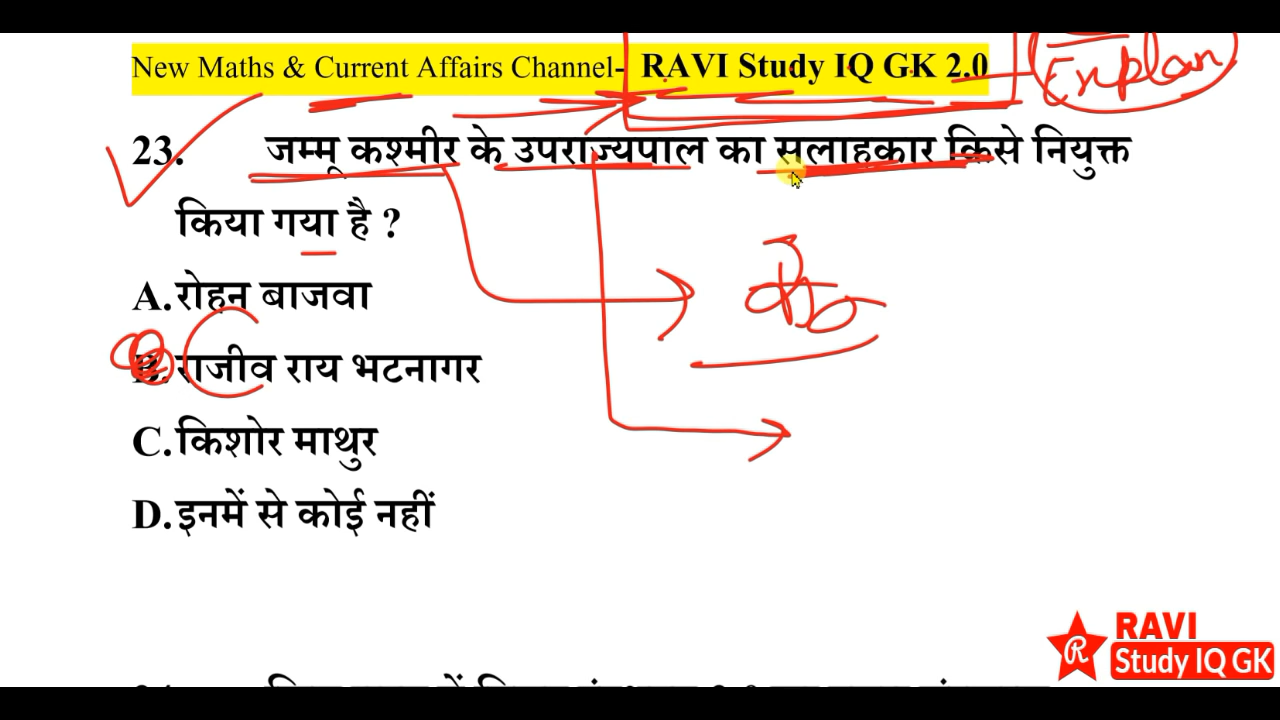 New Maths & Current Affairs Channel- RAVI Study IQ GK 2.0
Explan
23. जम्मू कश्मीर के उपराज्यपाल का सलाहकार किसे नियुक्त
किया गया है ?
A. रोहन बाजवा
B. राजीव राय भटनागर
C. किशोर माथुर
D. इनमें से कोई नहीं
RAVI
R
Study IQ GK